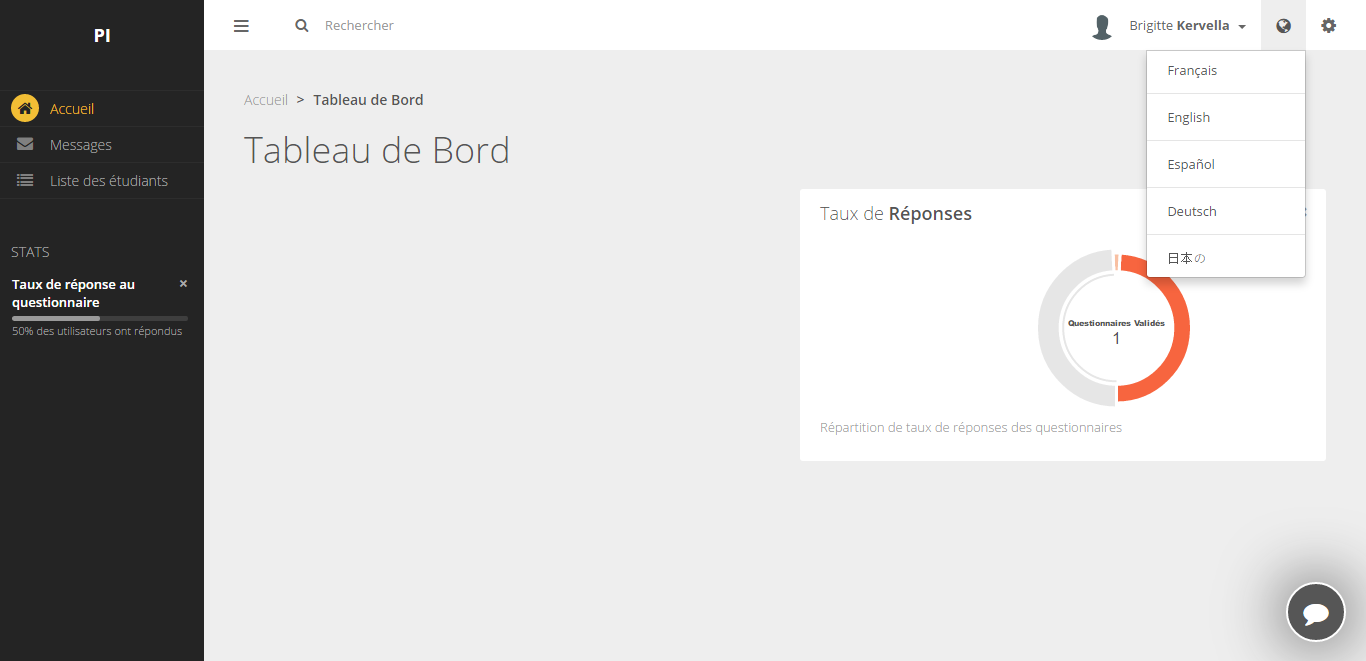 PI
Rechercher
Brigitte Kervella
Accueil
Messages
Liste des étudiants
STATS
Taux de réponse au
questionnaire
×
50% des utilisateurs ont répondus
Français
English
Español
Deutsch
日本の
Accueil > Tableau de Bord
Tableau de Bord
Taux de Réponses
Questionnaires Validés
1
Répartition de taux de réponses des questionnaires